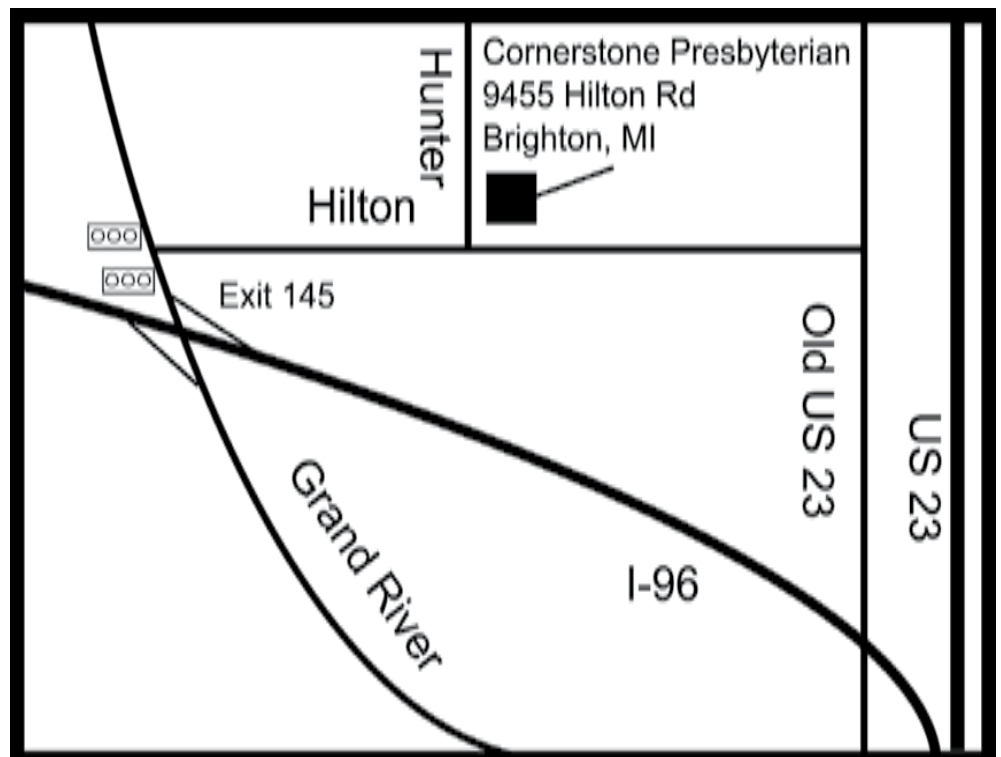 Cornerstone Presbyterian
9455 Hilton Rd
Brighton, MI
Hunter
Hilton
Exit 145
Old US 23
US 23
Grand River
I-96